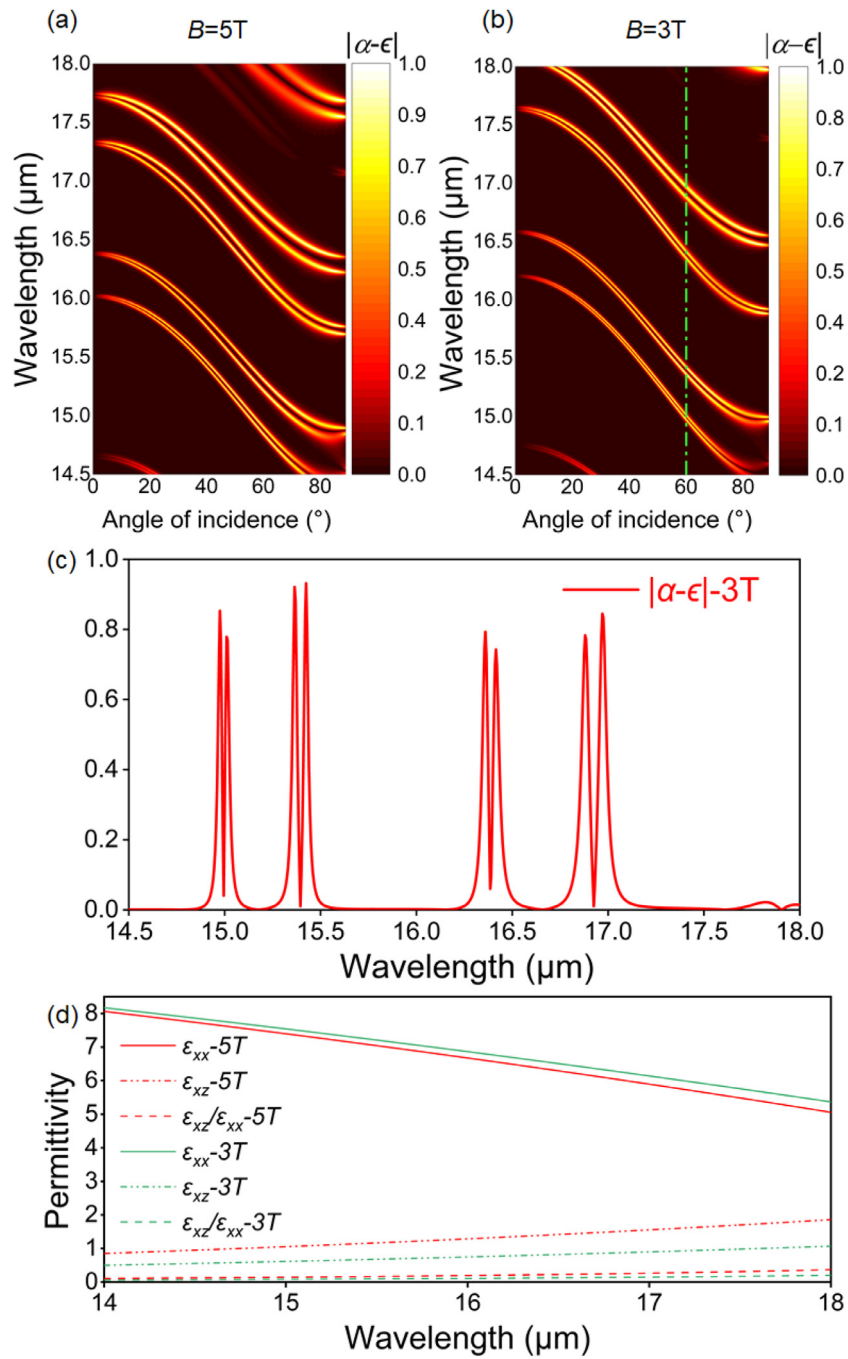 (a) B=5T |α-ϵ|
(b) B=3T |α−ϵ|
Wavelength (μm)
18.0
17.5
17.0
16.5
16.0
15.5
15.0
14.5
0 20 40 60 80
Angle of incidence (°)
1.0
0.9
0.7
0.6
0.5
0.4
0.2
0.1
0.0
Wavelength (μm)
18.0
17.5
17.0
16.5
16.0
15.5
15.0
14.5
0 20 40 60 80
Angle of incidence (°)
1.0
0.9
0.7
0.6
0.5
0.4
0.2
0.1
0.0
(c)
1.0
0.8
0.6
0.4
0.2
0.0
|α-ϵ|-3T
14.5 15.0 15.5 16.0 16.5 17.0 17.5 18.0
Wavelength (μm)
(d)
Permittivity
8
7
6
5
4
3
2
1
0
εxx-5T
εxz-5T
εxz/εxx-5T
εxx-3T
εxz-3T
εxz/εxx-3T
14 15 16 17 18
Wavelength (μm)